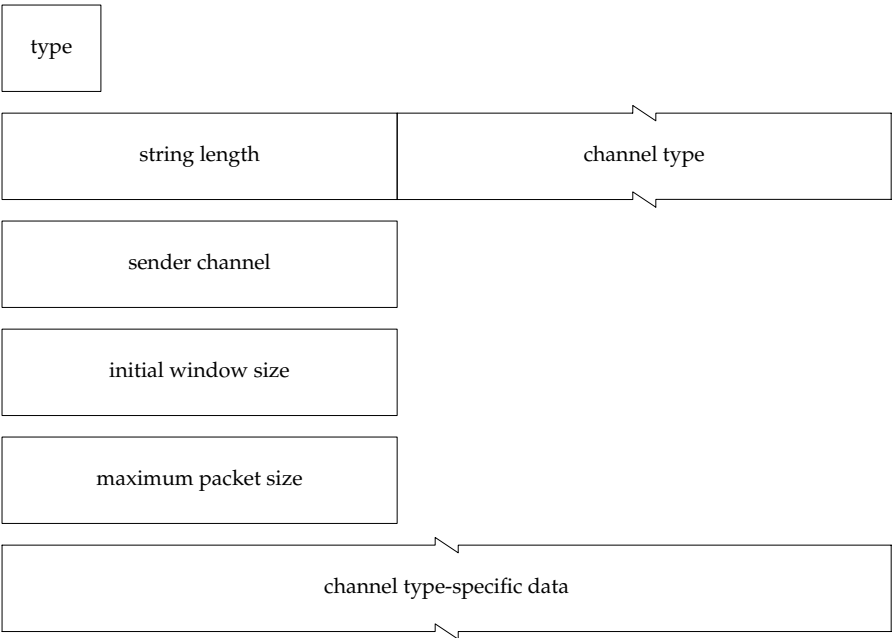 type
string length
channel type
sender channel
initial window size
maximum packet size
channel type-specific data